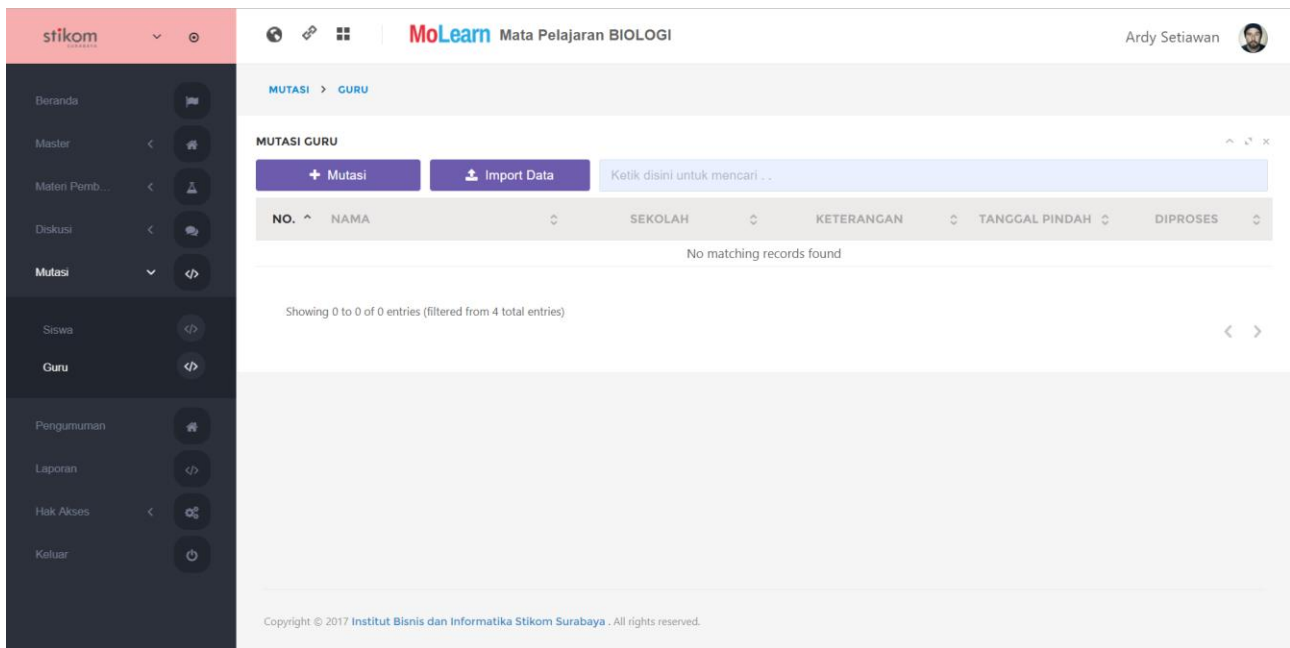 stikom
surabaya
MoLearn Mata Pelajaran BIOLOGI
Ardy Setiawan
Beranda
Master
Materi Pemb...
Diskusi
Mutasi
Siswa
Guru
Pengumuman
Laporan
Hak Akses
Keluar
MUTASI > GURU
MUTASI GURU
+ Mutasi
Import Data
Ketik disini untuk mencari . .
NO. NAMA SEKOLAH KETERANGAN TANGGAL PINDAH DIPROSES
No matching records found
Showing 0 to 0 of 0 entries (filtered from 4 total entries)
Copyright © 2017 Institut Bisnis dan Informatika Stikom Surabaya . All rights reserved.